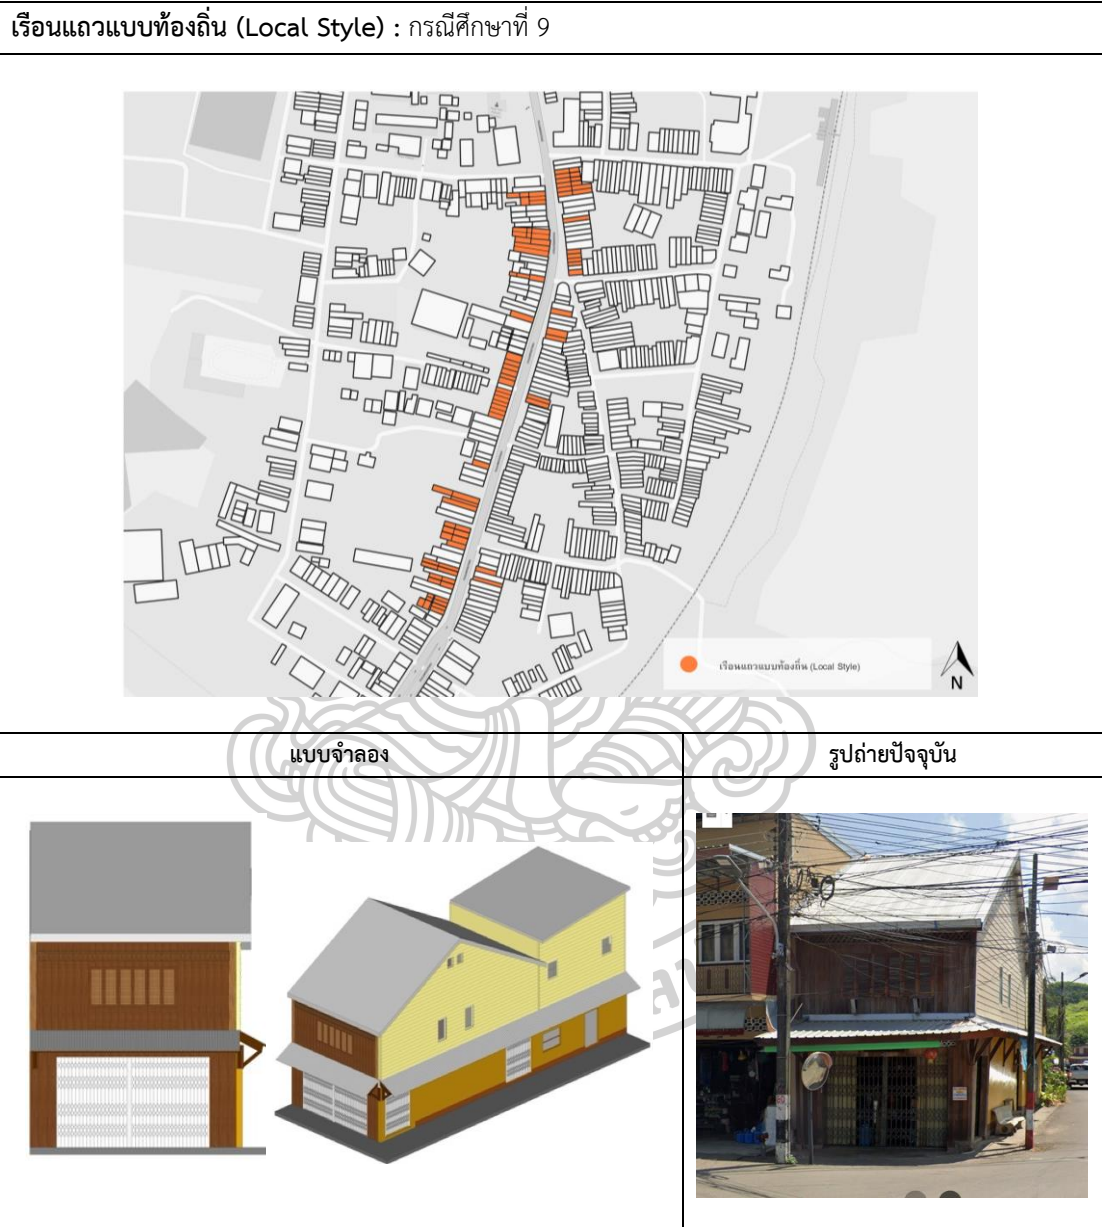 เรือนแถวแบบท้องถิ่น (Local Style) : กรณีศึกษาที่ 9
เรือนแถวแบบท้องถิ่น (Local Style)
N
แบบจำลอง
รูปถ่ายปัจจุบัน